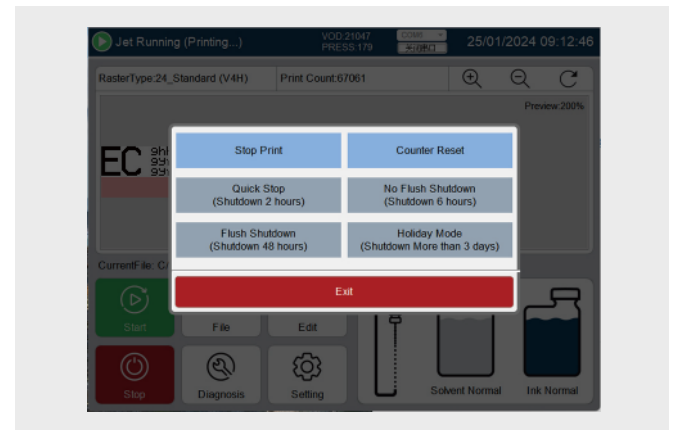 Jet Running (Printing...)
VOD:21047
PRESS:179
COM8
25/01/2024 09:12:46
RasterType:24_Standard (V4H)
Print Count:67061
Preview:200%
EC
Stop Print
Counter Reset
Quick Stop
(Shutdown 2 hours)
No Flush Shutdown
(Shutdown 6 hours)
Flush Shutdown
(Shutdown 48 hours)
Holiday Mode
(Shutdown More than 3 days)
CurrentFile: C:
Exit
Start
File
Edit
Stop
Diagnosis
Setting
Solvent Normal
Ink Normal